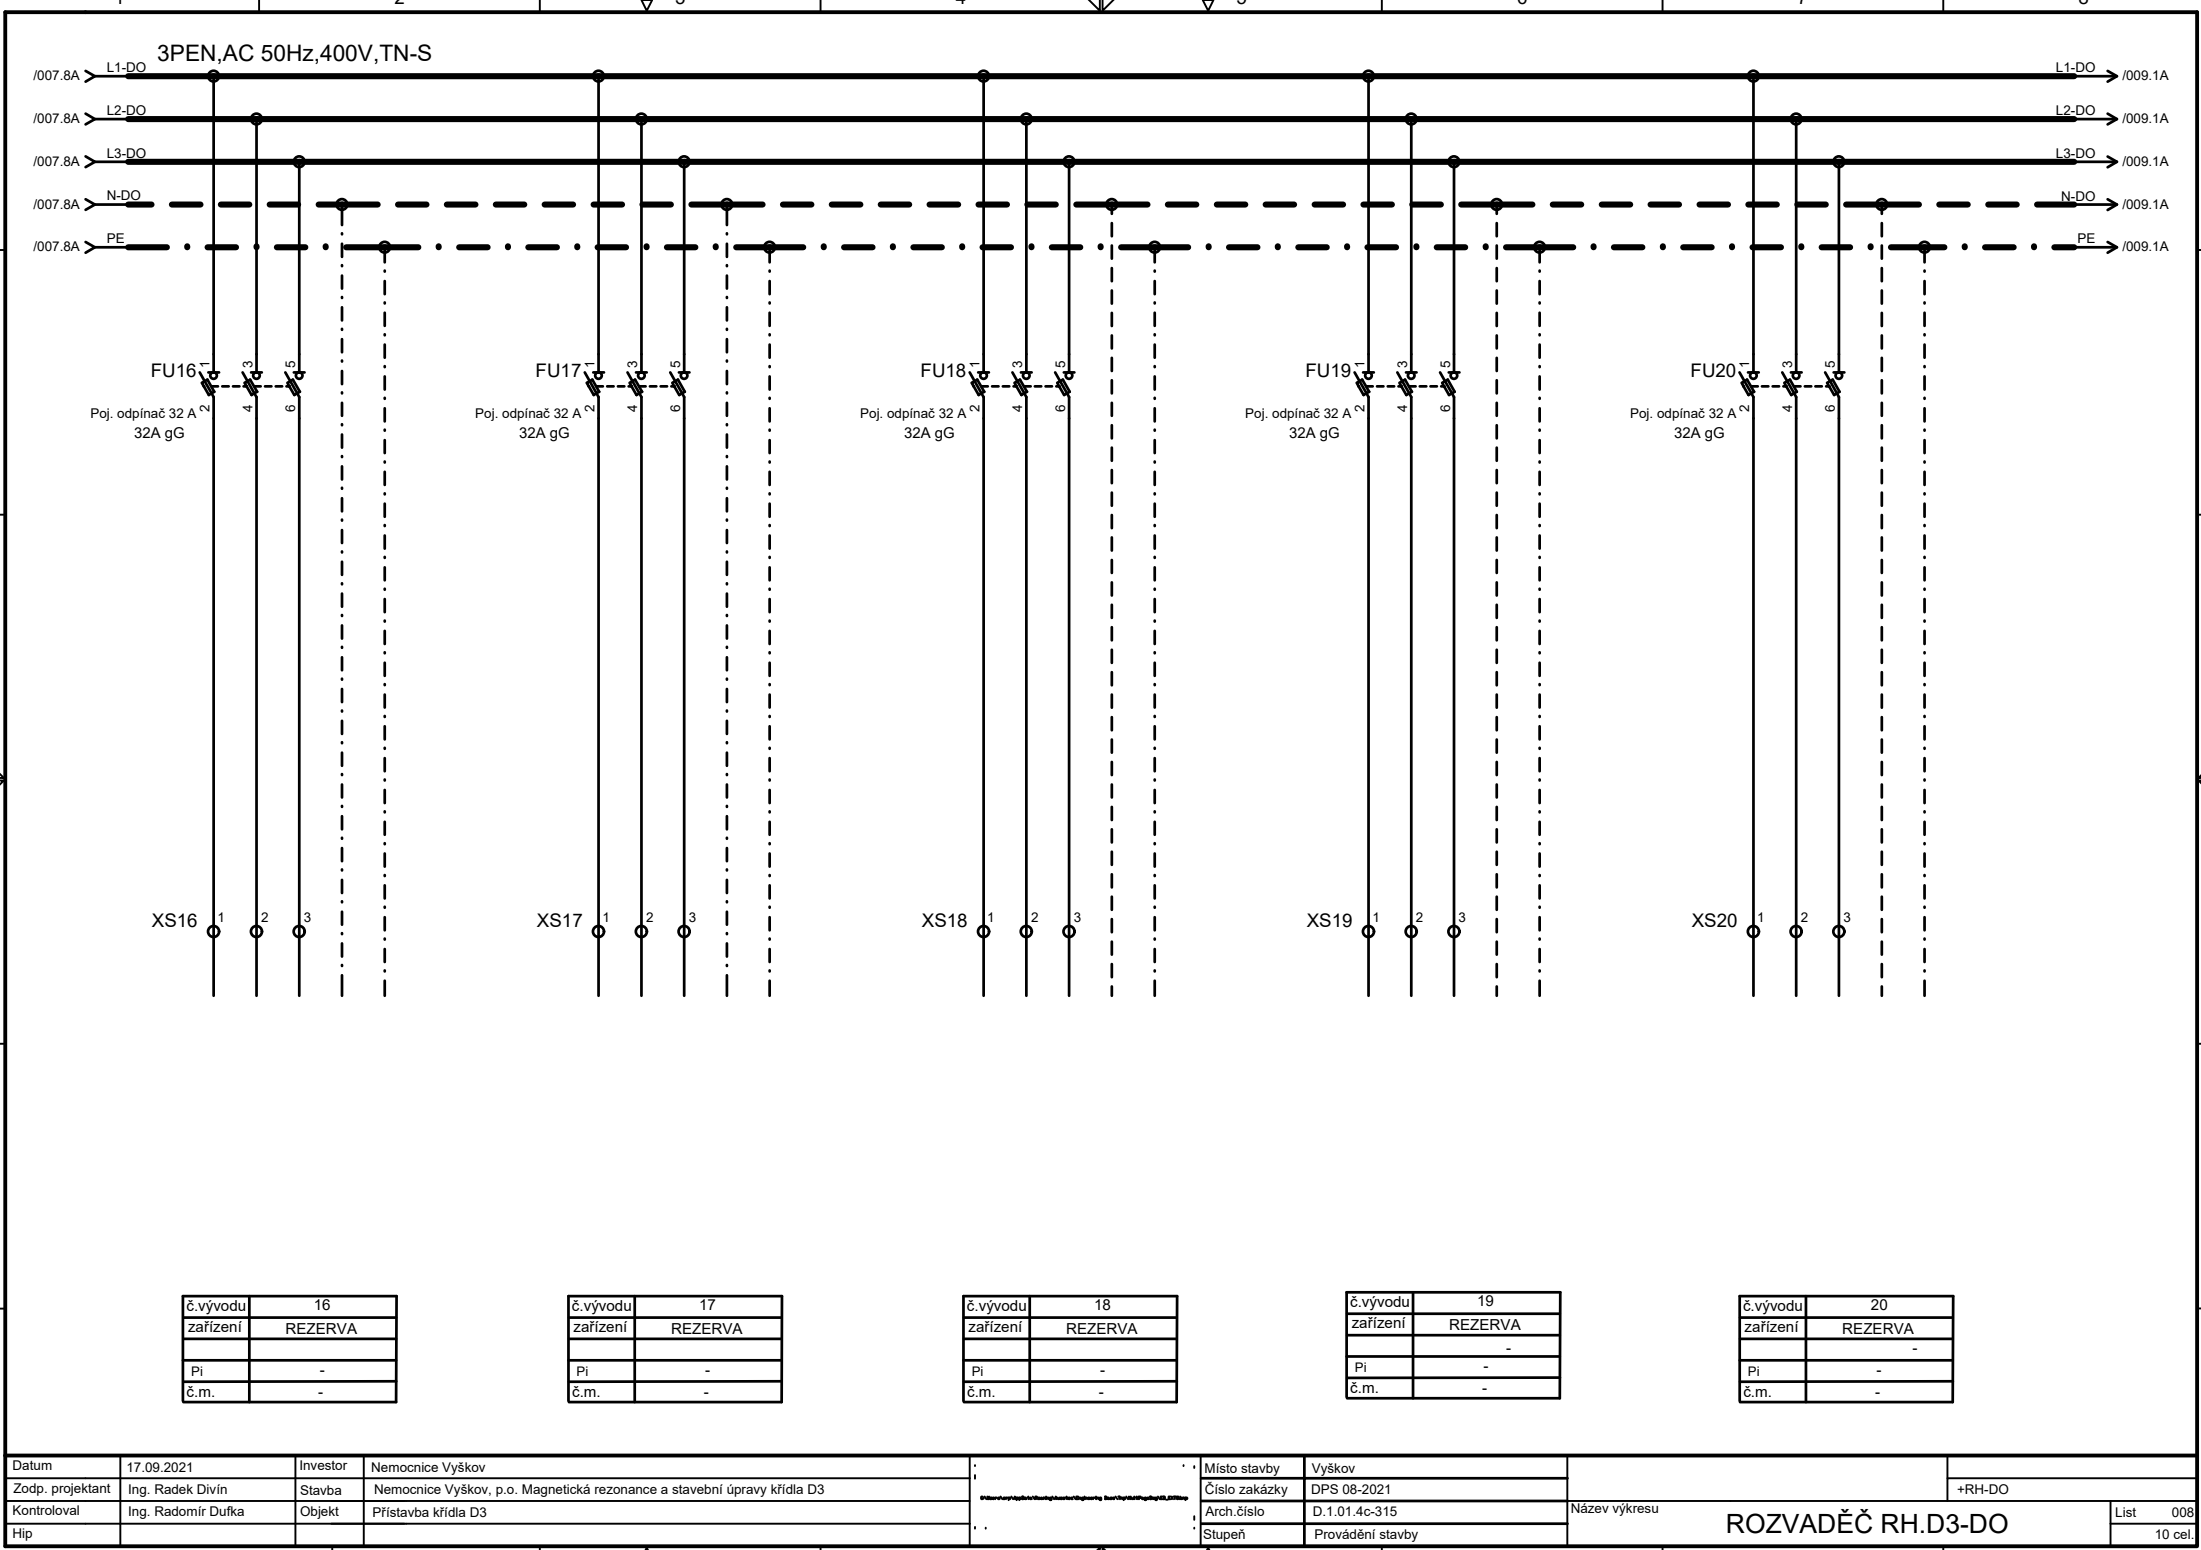 3PEN,AC 50Hz,400V,TN-S
/007.8A L1-DO L1-DO /009.1A
/007.8A L2-DO L2-DO /009.1A
/007.8A L3-DO L3-DO /009.1A
/007.8A N-DO N-DO /009.1A
/007.8A PE PE /009.1A
1 3 5 1 3 5 1 3 5 1 3 5 1 3 5
FU16 FU17 FU18 FU19 FU20
2 4 6 2 4 6 2 4 6 2 4 6 2 4 6
Poj. odpínač 32 A Poj. odpínač 32 A Poj. odpínač 32 A Poj. odpínač 32 A Poj. odpínač 32 A
32A gG 32A gG 32A gG 32A gG 32A gG
XS16 1 2 3 XS17 1 2 3 XS18 1 2 3 XS19 1 2 3 XS20 1 2 3
č.vývodu 16
zařízení REZERVA
Pi -
č.m. -
č.vývodu 17
zařízení REZERVA
Pi -
č.m. -
č.vývodu 18
zařízení REZERVA
Pi -
č.m. -
č.vývodu 19
zařízení REZERVA
-
Pi -
č.m. -
č.vývodu 20
zařízení REZERVA
-
Pi -
č.m. -
Datum 17.09.2021 Investor Nemocnice Vyškov
Zodp. projektant Ing. Radek Divín Stavba Nemocnice Vyškov, p.o. Magnetická rezonance a stavební úpravy křídla D3
Kontroloval Ing. Radomír Dufka Objekt Přístavba křídla D3
Hip
Místo stavby Vyškov
Číslo zakázky DPS 08-2021
Arch.číslo D.1.01.4c-315
Stupeň Provádění stavby
+RH-DO
Název výkresu ROZVADĚČ RH.D3-DO
List 008
10 cel.